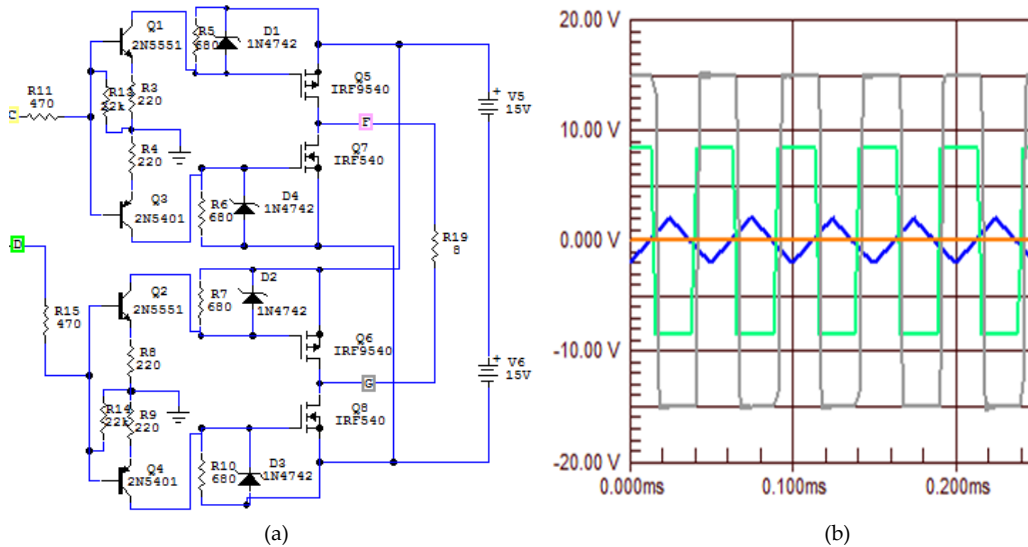 Q1
2N5551
R5
680
D1
1N4742
Q5
IRF9540
R11
470
C
R13
22k
R3
220
F
V5
15V
R4
220
Q7
IRF540
Q3
2N5401
R6
680
D4
1N4742
D
R19
8
Q2
2N5551
R7
680
D2
1N4742
R15
470
Q6
IRF9540
R8
220
V6
15V
G
R14
22k
R9
220
Q8
IRF540
Q4
2N5401
R10
680
D3
1N4742
(a)
20.00 V
10.00 V
0.000 V
-10.00 V
-20.00 V
0.000ms
0.100ms
0.200ms
(b)